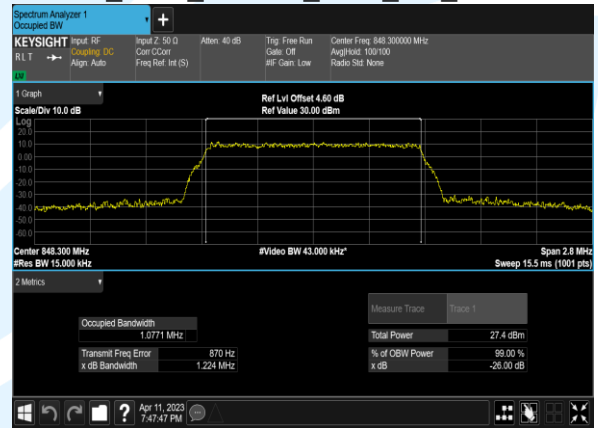 Spectrum Analyzer 1
Occupied BW
+
KEYSIGHT
R L T
LXI
Input: RF
Coupling: DC
Align: Auto
Input Z: 50 Ω
Corr CCorr
Freq Ref: Int (S)
Atten: 40 dB
Trig: Free Run
Gate: Off
#IF Gain: Low
Center Freq: 848.300000 MHz
Avg|Hold: 100/100
Radio Std: None
1 Graph
Scale/Div 10.0 dB
Ref Lvl Offset 4.60 dB
Ref Value 30.00 dBm
Log
20.0
10.0
0.00
-10.0
-20.0
-30.0
-40.0
-50.0
-60.0
Center 848.300 MHz
#Res BW 15.000 kHz
#Video BW 43.000 kHz*
Span 2.8 MHz
Sweep 15.5 ms (1001 pts)
2 Metrics
Measure Trace
Trace 1
Occupied Bandwidth
1.0771 MHz
Total Power 27.4 dBm
Transmit Freq Error 870 Hz
% of OBW Power 99.00 %
x dB Bandwidth 1.224 MHz
x dB -26.00 dB
?
Apr 11, 2023
7:47:47 PM